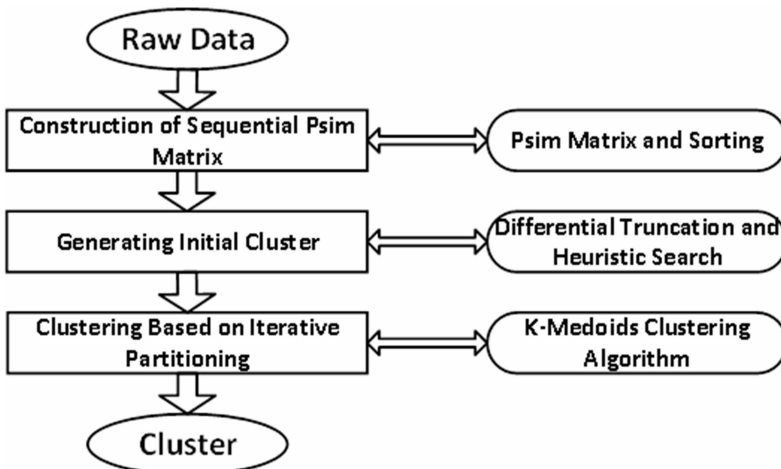 Raw Data
Construction of Sequential Psim
Matrix
Psim Matrix and Sorting
Generating Initial Cluster
Differential Truncation and
Heuristic Search
Clustering Based on Iterative
Partitioning
K-Medoids Clustering
Algorithm
Cluster